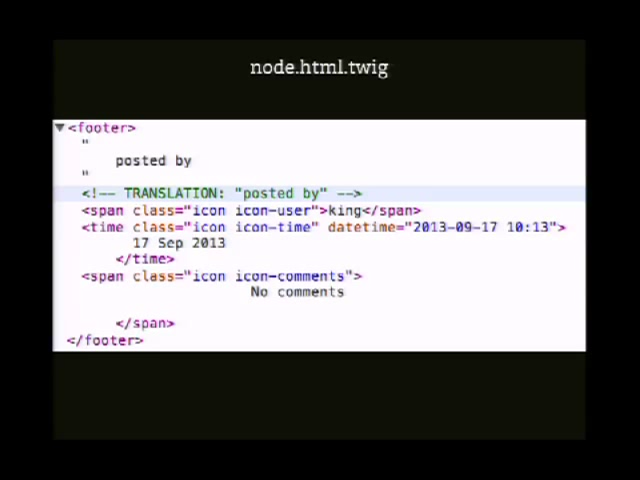 node.html.twig
<footer>
"
posted by
"
<!-- TRANSLATION: "posted by" -->
<span class="icon icon-user">king</span>
<time class="icon icon-time" datetime="2013-09-17 10:13">
17 Sep 2013
</time>
<span class="icon icon-comments">
No comments
</span>
</footer>